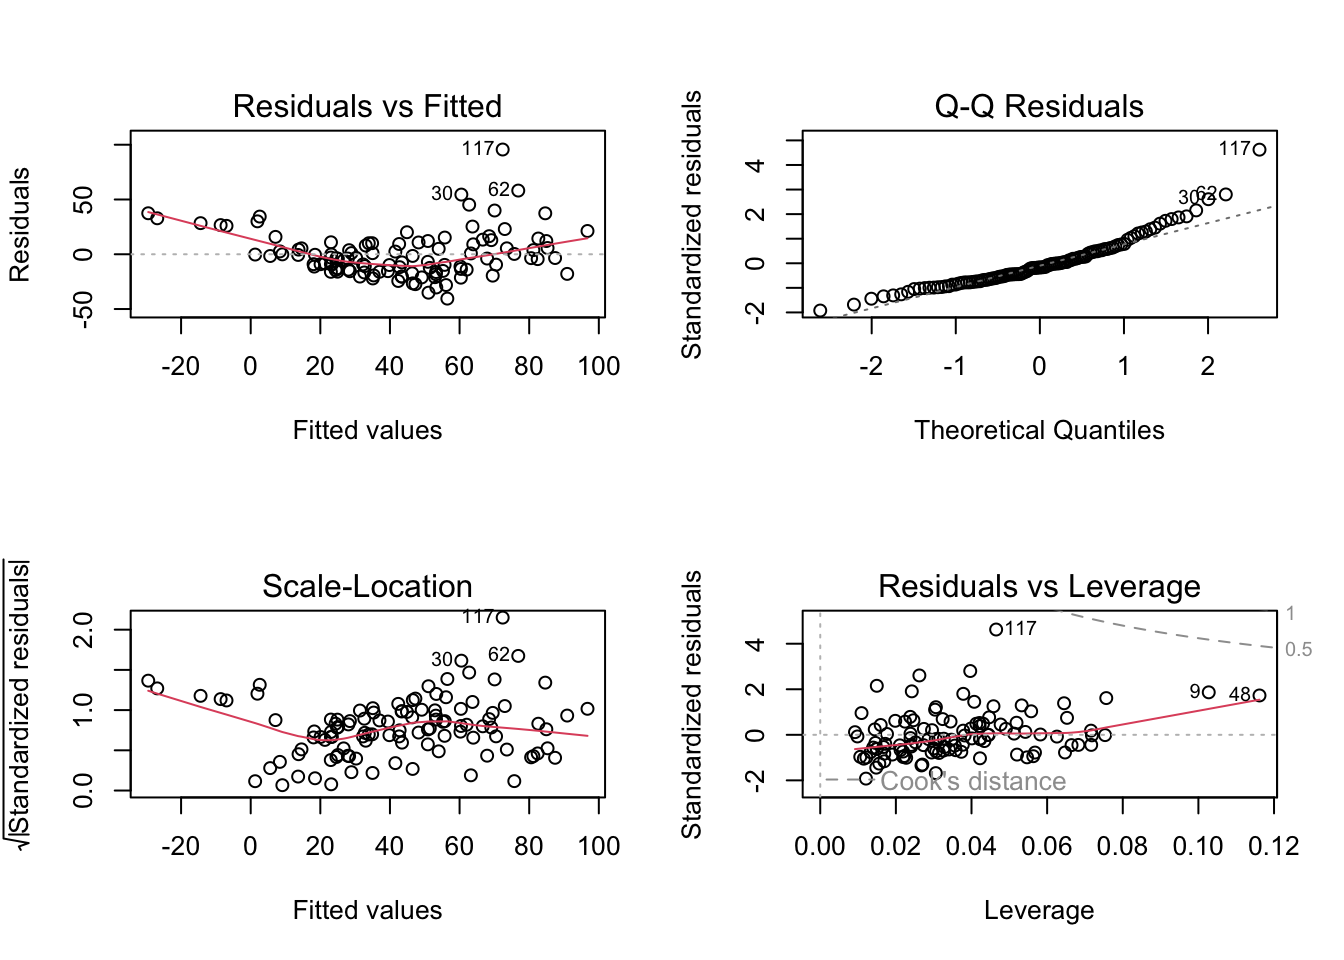 Residuals vs Fitted
Residuals
50
0
-50
117
30
62
-20 0 20 40 60 80 100
Fitted values
Q-Q Residuals
Standardized residuals
4
2
0
-2
117
30
62
-2 -1 0 1 2
Theoretical Quantiles
Scale-Location
√|Standardized residuals|
2.0
1.0
0.0
117
30
62
-20 0 20 40 60 80 100
Fitted values
Residuals vs Leverage
Standardized residuals
4
2
0
-2
117
9
48
1
0.5
Cook's distance
0.00 0.02 0.04 0.06 0.08 0.10 0.12
Leverage